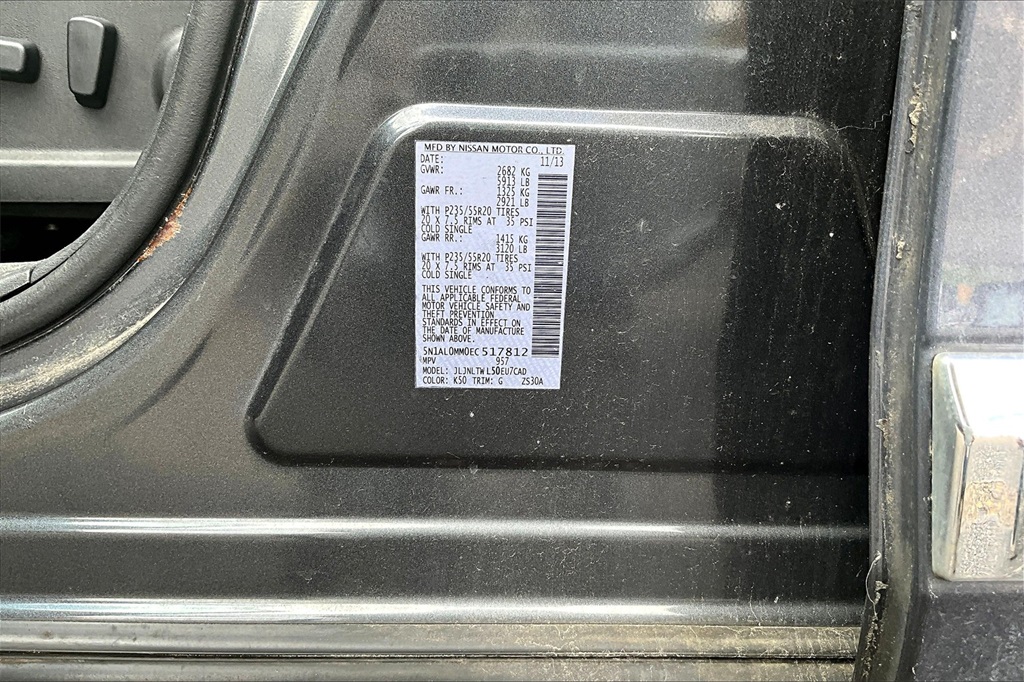 MFD BY NISSAN MOTOR CO., LTD.
DATE: 11/13
GVWR: 2682 KG
5913 LB
GAWR FR.: 1325 KG
2921 LB
WITH P235/55R20 TIRES
20 X 7.5 RIMS AT 35 PSI
COLD SINGLE
GAWR RR.: 1415 KG
3120 LB
WITH P235/55R20 TIRES
20 X 7.5 RIMS AT 35 PSI
COLD SINGLE
THIS VEHICLE CONFORMS TO
ALL APPLICABLE FEDERAL
MOTOR VEHICLE SAFETY AND
THEFT PREVENTION
STANDARDS IN EFFECT ON
THE DATE OF MANUFACTURE
SHOWN ABOVE.
5N1AL0MM0EC517812
MPV 957
MODEL: JLJNLTWL50EU7CAD
COLOR: K50 TRIM: G ZS30A